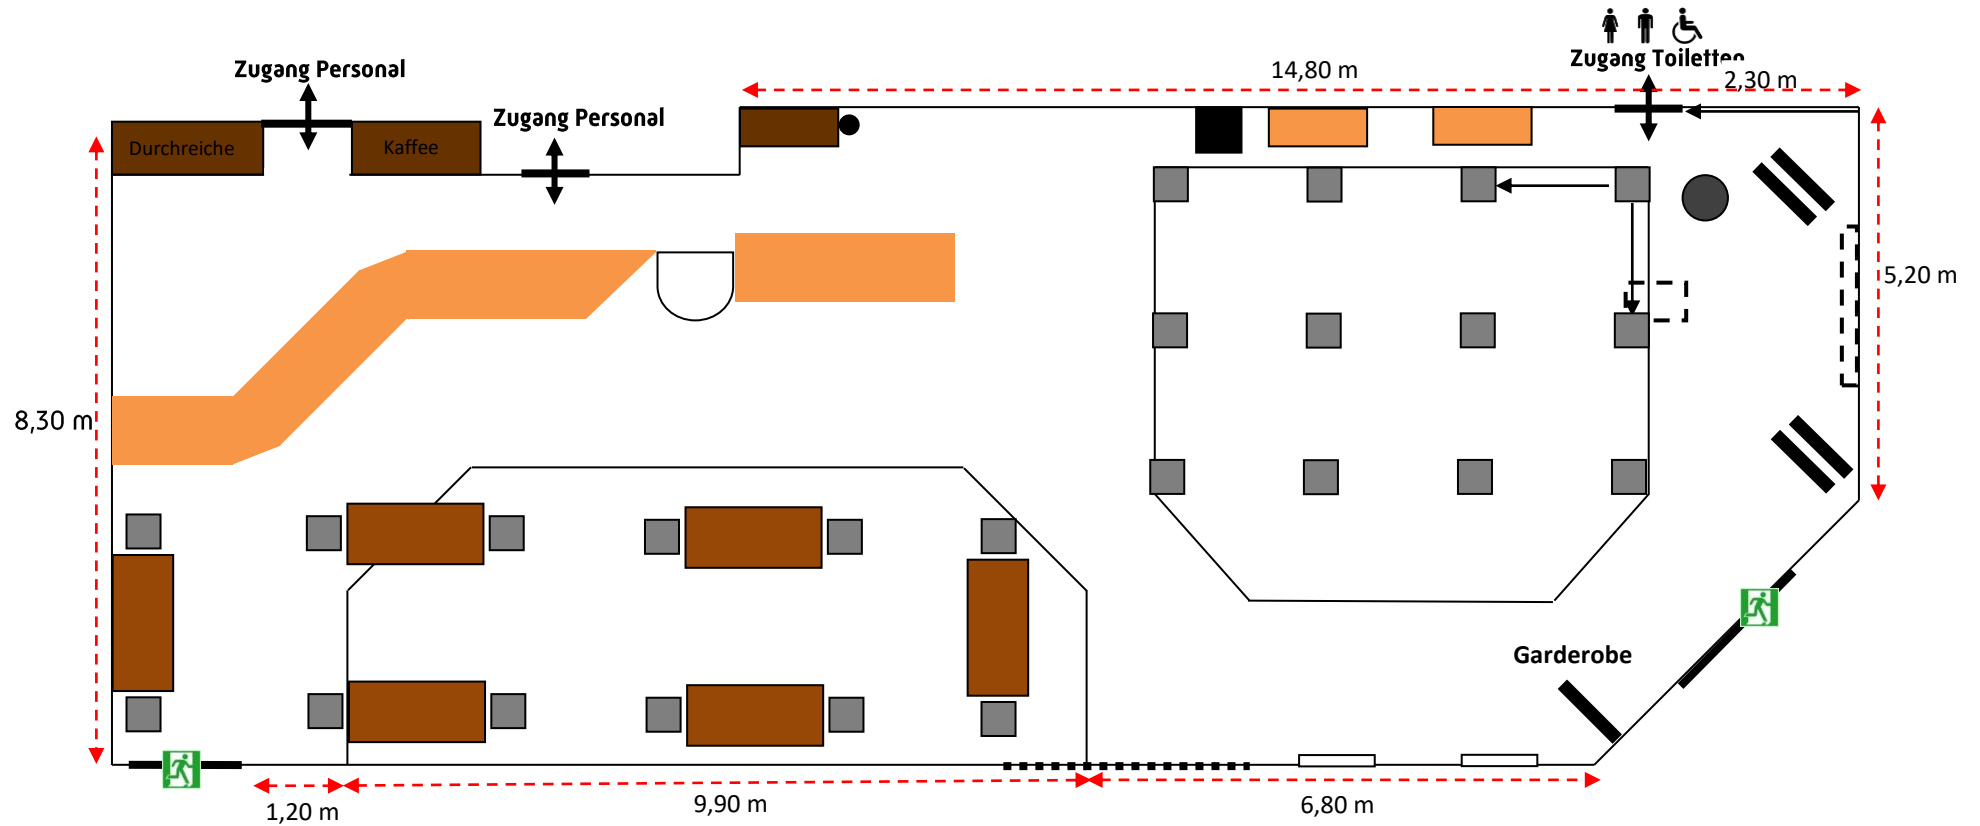 Zugang Toiletten
Zugang Personal
14,80 m
2,30 m
Zugang Personal
Durchreiche
Kaffee
5,20 m
8,30 m
Garderobe
1,20 m
9,90 m
6,80 m